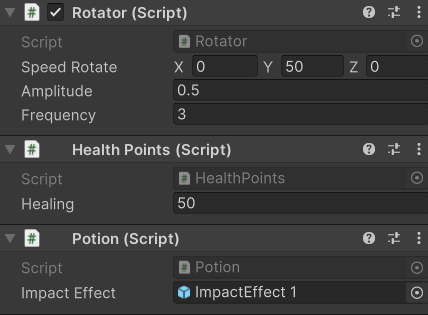 Rotator (Script)
Script Rotator
Speed Rotate X 0 Y 50 Z 0
Amplitude 0.5
Frequency 3
Health Points (Script)
Script HealthPoints
Healing 50
Potion (Script)
Script Potion
Impact Effect ImpactEffect 1